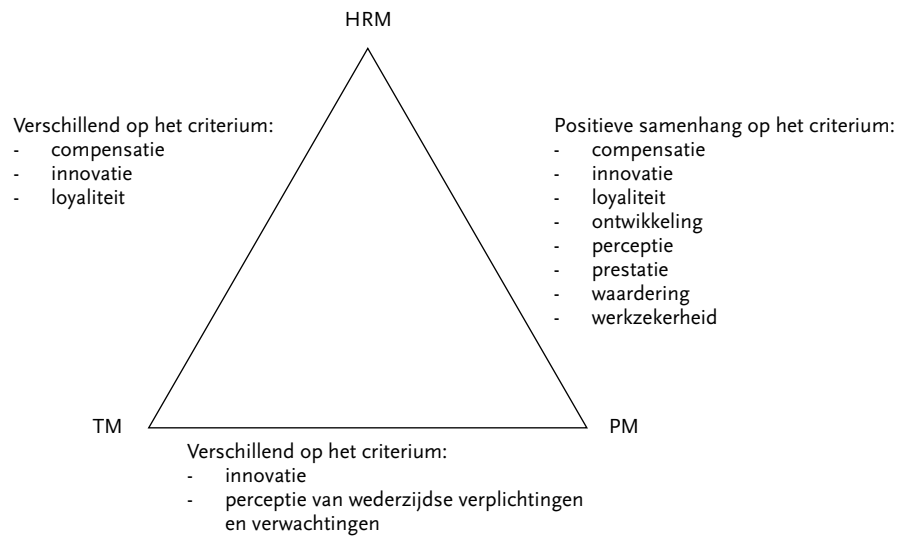 HRM
Verschillend op het criterium:
- compensatie
- innovatie
- loyaliteit
Positieve samenhang op het criterium:
- compensatie
- innovatie
- loyaliteit
- ontwikkeling
- perceptie
- prestatie
- waardering
- werkzekerheid
TM
PM
Verschillend op het criterium:
- innovatie
- perceptie van wederzijdse verplichtingen
en verwachtingen